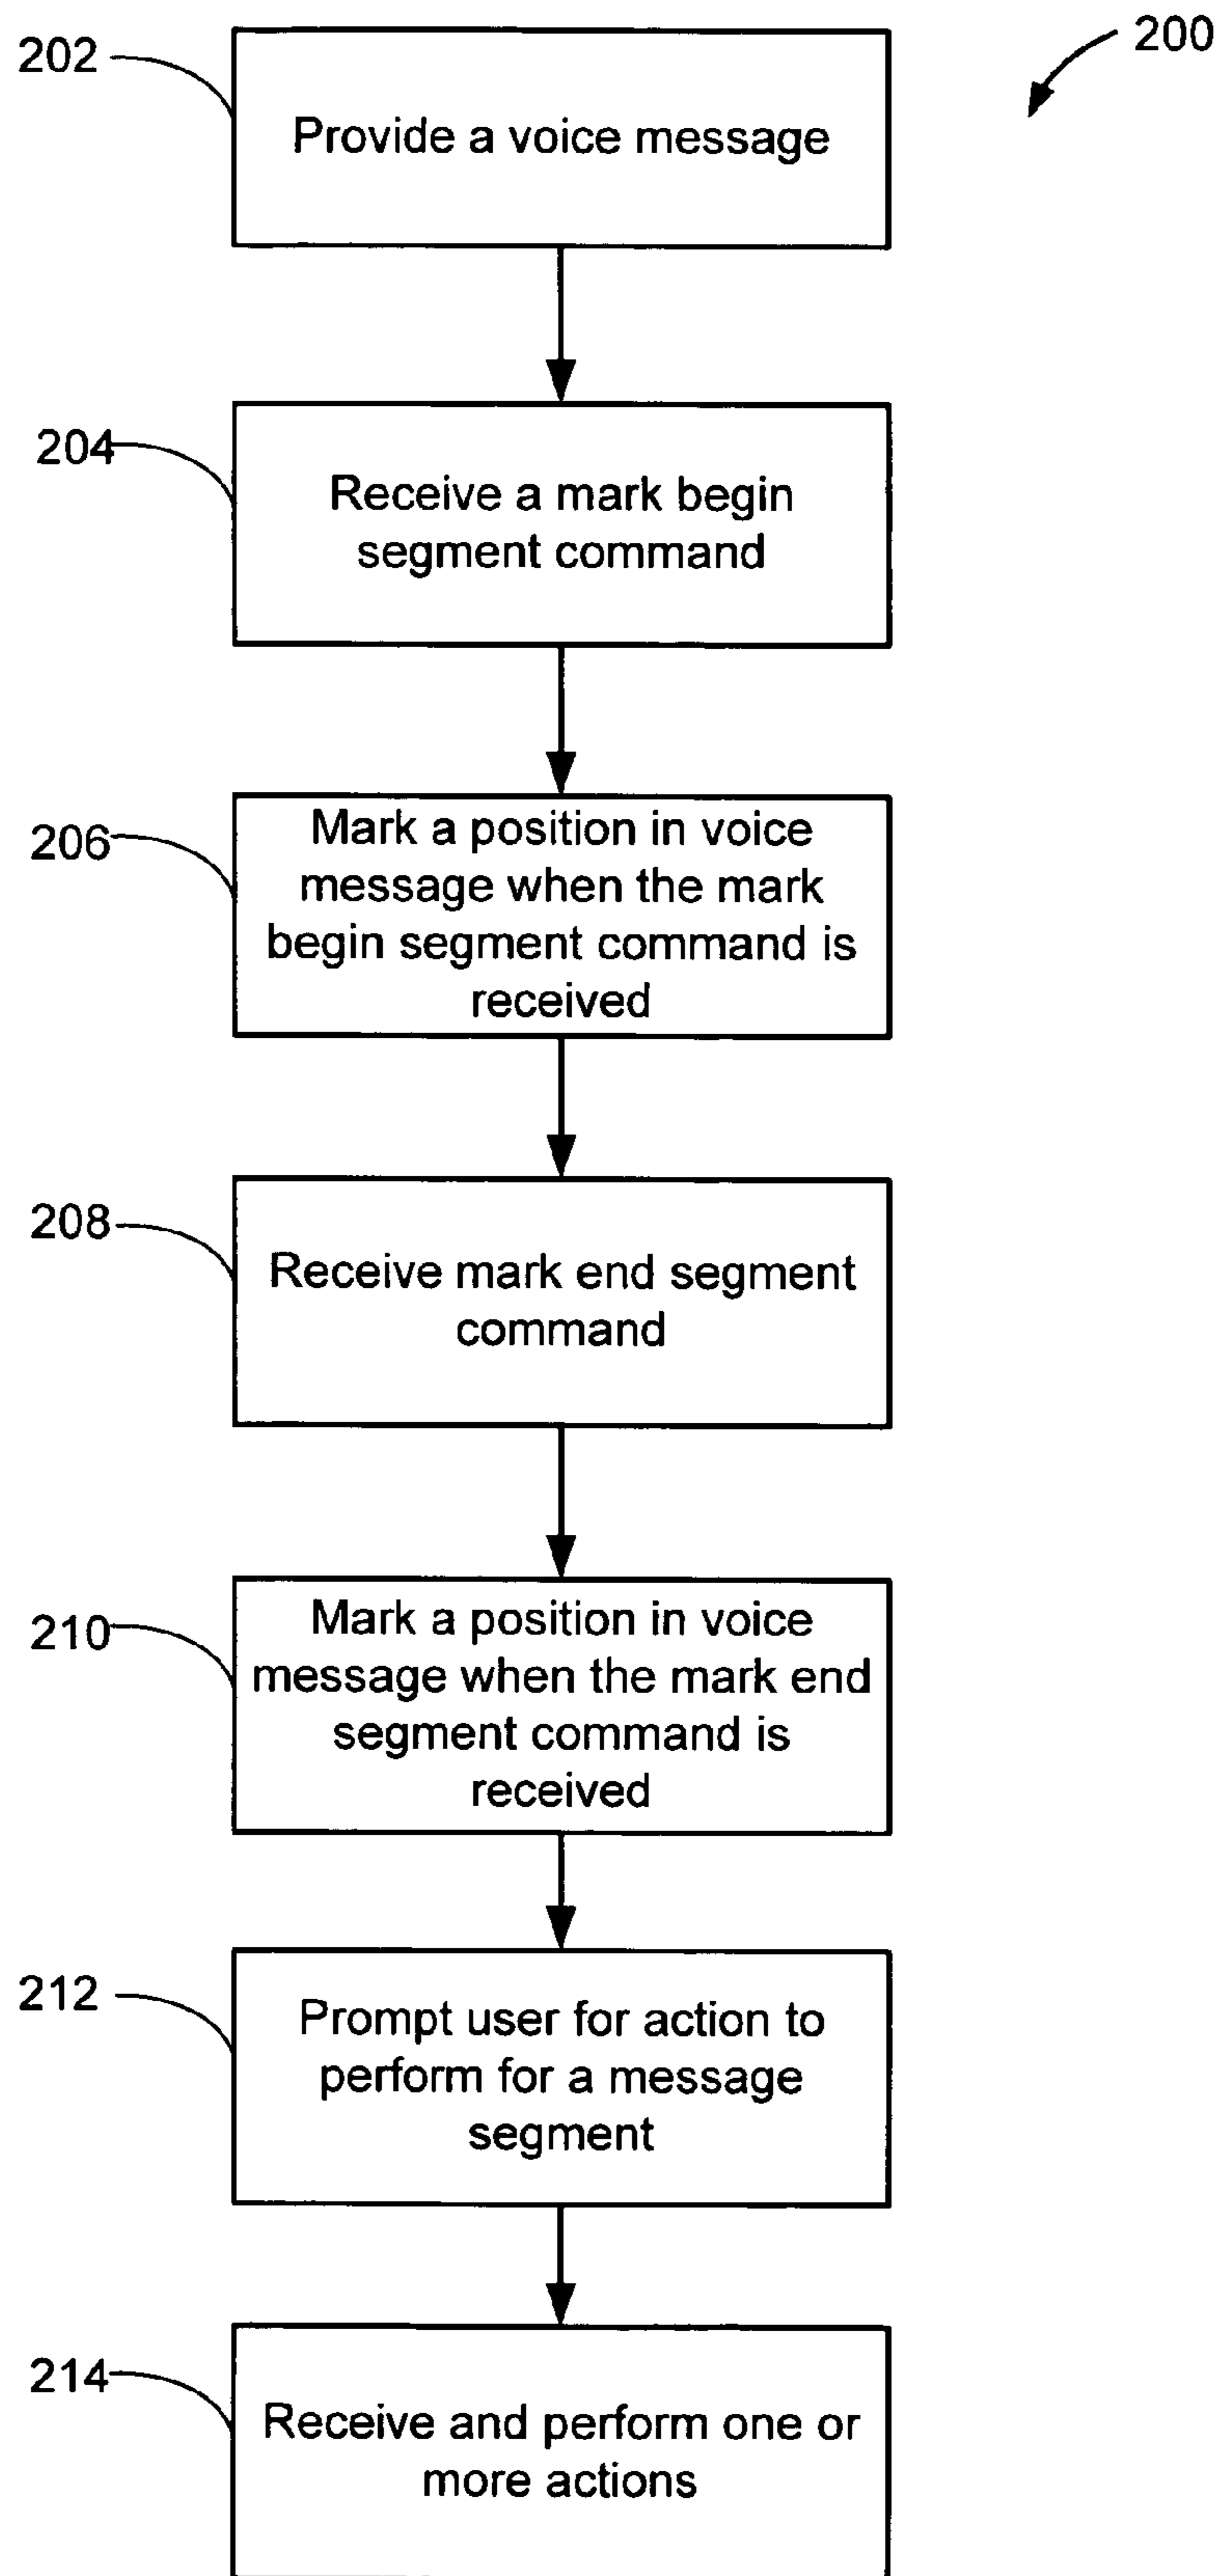 200
202
Provide a voice message
204
Receive a mark begin
segment command
206
Mark a position in voice
message when the mark
begin segment command is
received
208
Receive mark end segment
command
210
Mark a position in voice
message when the mark end
segment command is
received
212
Prompt user for action to
perform for a message
segment
214
Receive and perform one or
more actions